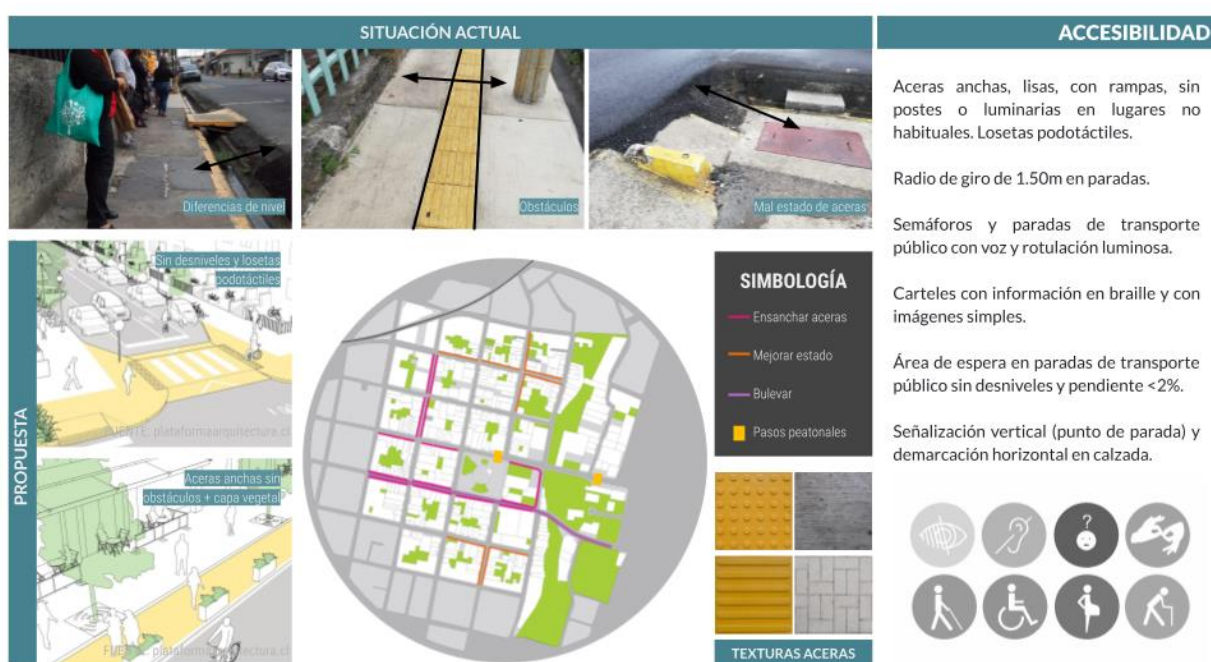 SITUACIÓN ACTUAL
Diferencias de nivel
Obstáculos
Mal estado de aceras
PROPUESTA
Sin desniveles y losetas
podotáctiles
FUENTE: plataformaarquitectura.cl
Aceras anchas sin
obstáculos + capa vegetal
plataformaarquitectura.cl
SIMBOLOGÍA
Ensanchar aceras
Mejorar estado
Bulevar
Pasos peatonales
TEXTURAS ACERAS
ACCESIBILIDAD
Aceras anchas, lisas, con rampas, sin
postes o luminarias en lugares no
habituales. Losetas podotáctiles.
Radio de giro de 1.50m en paradas.
Semáforos y paradas de transporte
público con voz y rotulación luminosa.
Carteles con información en braille y con
imágenes simples.
Área de espera en paradas de transporte
público sin desniveles y pendiente <2%.
Señalización vertical (punto de parada) y
demarcación horizontal en calzada.
?